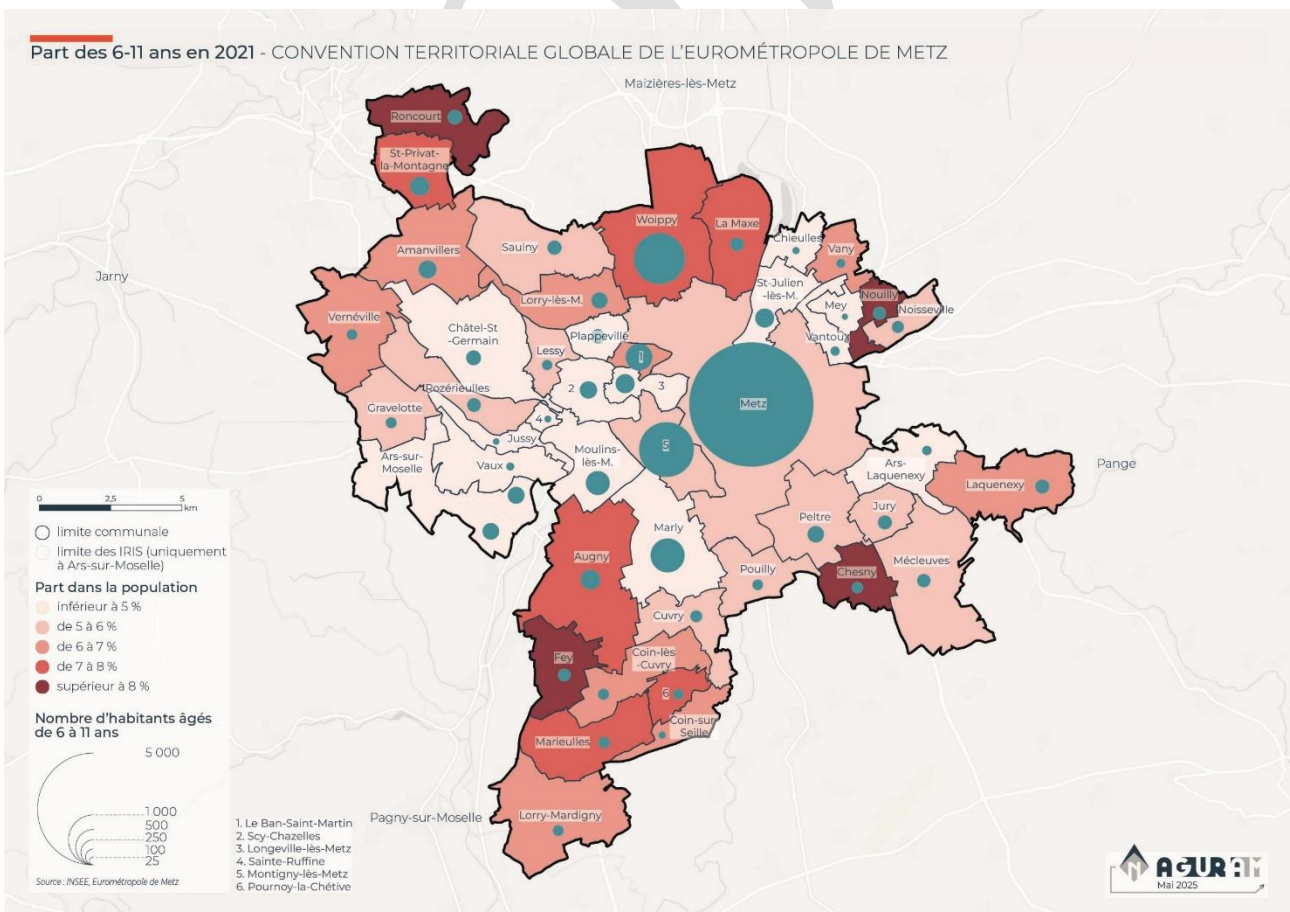 Part des 6-11 ans en 2021 - CONVENTION TERRITORIALE GLOBALE DE L'EUROMÉTROPOLE DE METZ
Maizières-lès-Metz
Roncourt
St-Privat-
la-Montagne
Woippy
La Maxe
Chieulles
Vany
Amanvillers
Saulny
Jarny
St-Julien
-lès-M.
Nouilly
Mey
Noisseville
Lorry-lès-M.
Vernéville
Châtel-St
-Germain
Plappeville
Vantoux
Lessy
1
2
3
Rozérieulles
Metz
Gravelotte
4
Jussy
5
Ars-sur-
Moselle
Vaux
Moulins-
lès-M.
Ars-
Laquenexy
Pange
Laquenexy
Peltre
Jury
Marly
Augny
Pouilly
Chesny
Mécleuves
Cuvry
Fey
Coin-lès
-Cuvry
6
Coin-sur
Seille
Marieulles
Pagny-sur-Moselle
Lorry-Mardigny
0 2,5 5
km
limite communale
limite des IRIS (uniquement
à Ars-sur-Moselle)
Part dans la population
inférieur à 5 %
de 5 à 6 %
de 6 à 7 %
de 7 à 8 %
supérieur à 8 %
Nombre d'habitants âgés
de 6 à 11 ans
5 000
1 000
500
250
100
25
Source : INSEE, Eurométropole de Metz
1. Le Ban-Saint-Martin
2. Scy-Chazelles
3. Longeville-lès-Metz
4. Sainte-Ruffine
5. Montigny-lès-Metz
6. Pournoy-la-Chétive
N
AGURAM
Mai 2025